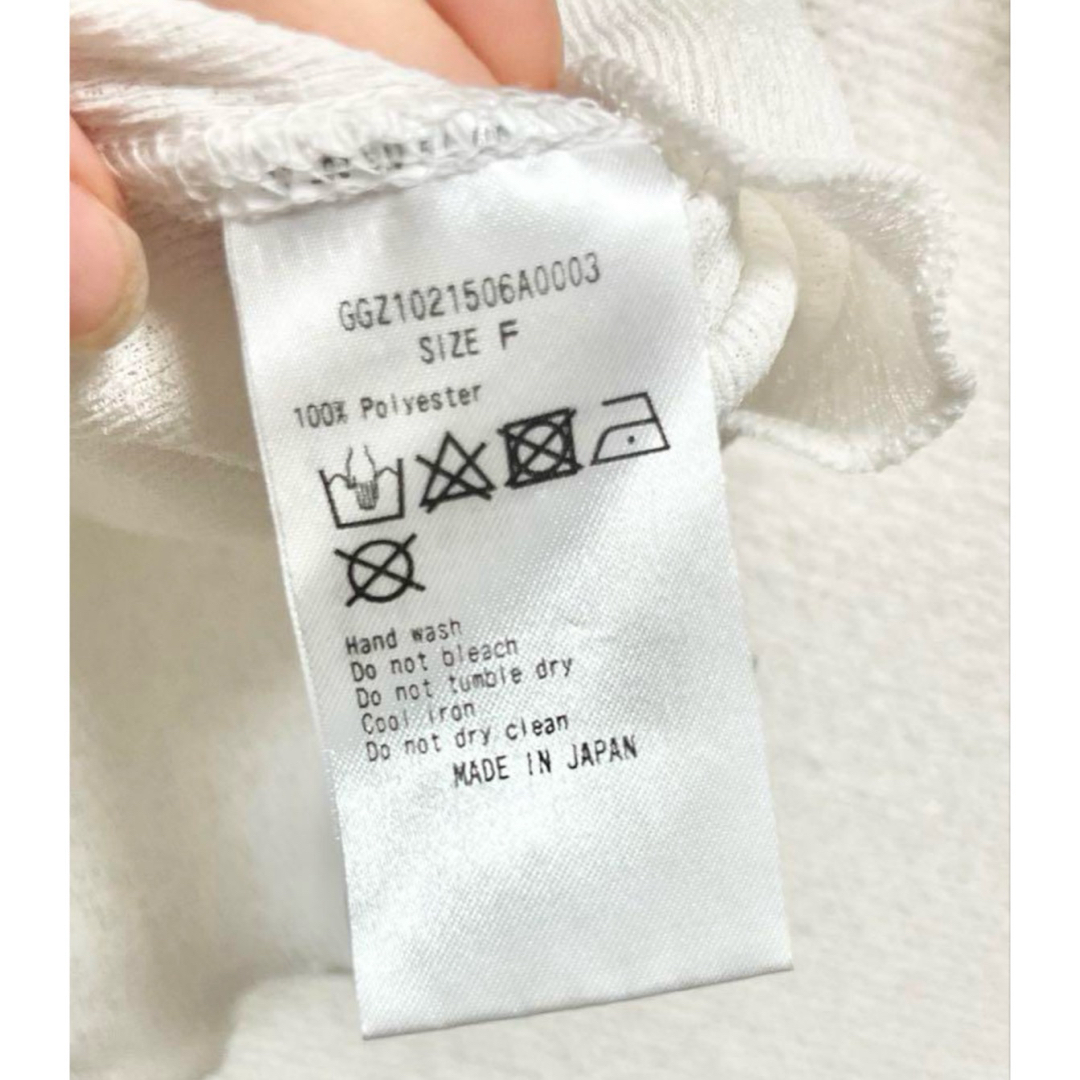 GGZ1021506A0003
SIZE F
100% Polyester
Hand wash
Do not bleach
Do not tumble dry
Cool iron
Do not dry clean
MADE IN JAPAN